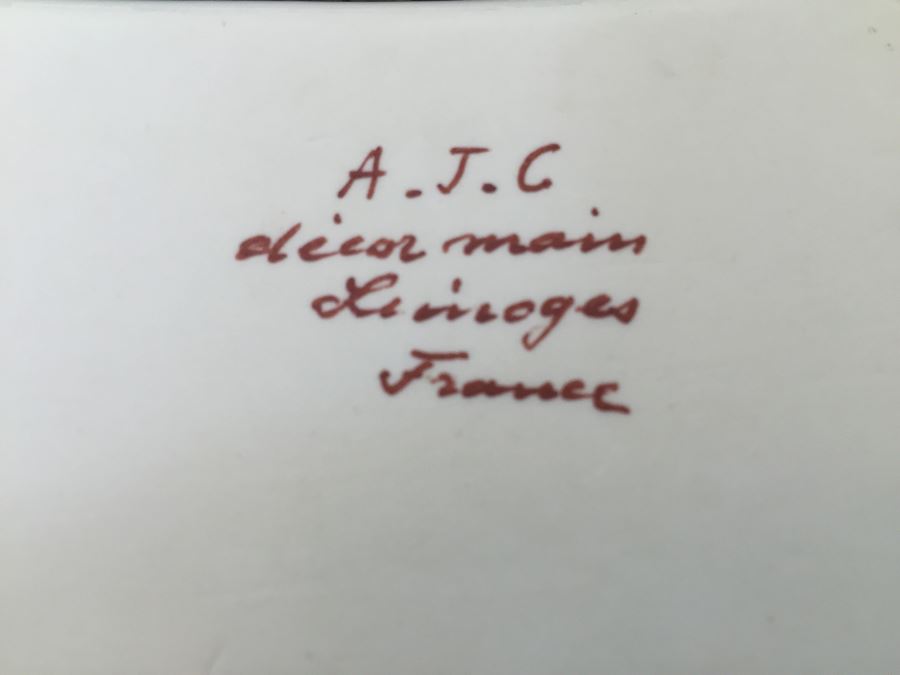 A.J.C
décor main
Limoges
France